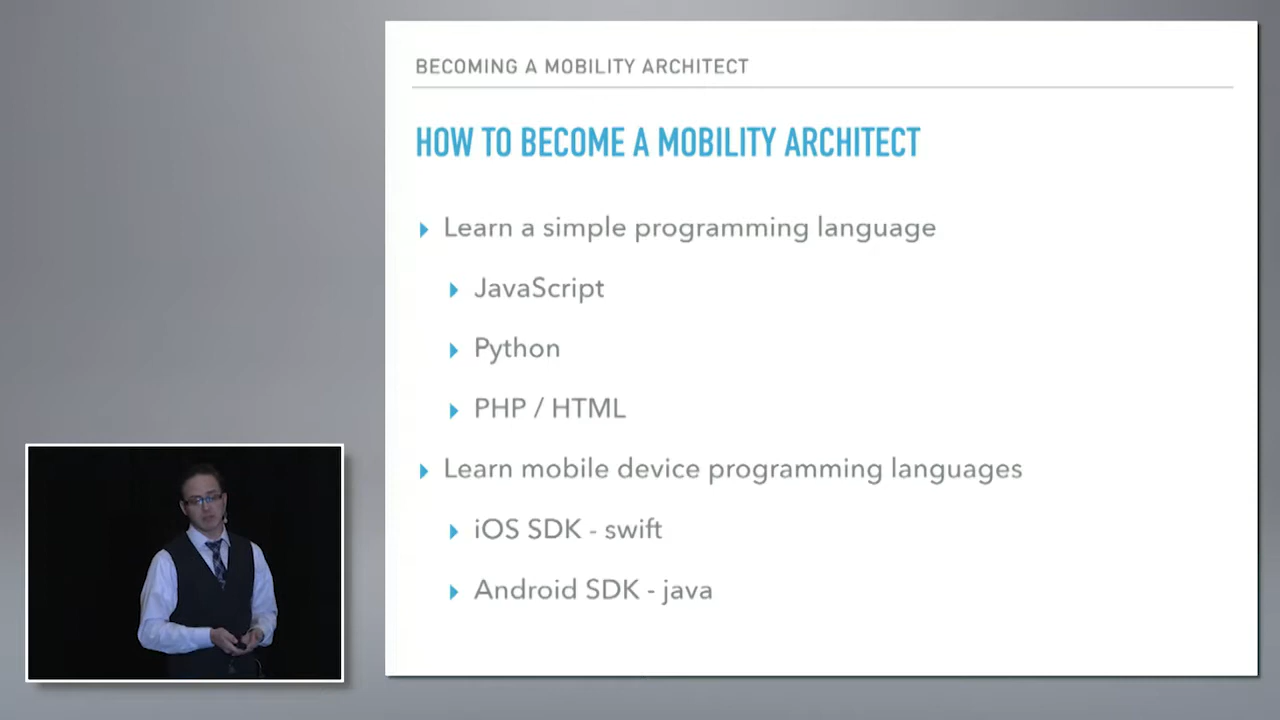 BECOMING A MOBILITY ARCHITECT
HOW TO BECOME A MOBILITY ARCHITECT
Learn a simple programming language
JavaScript
Python
PHP / HTML
Learn mobile device programming languages
iOS SDK - swift
Android SDK - java